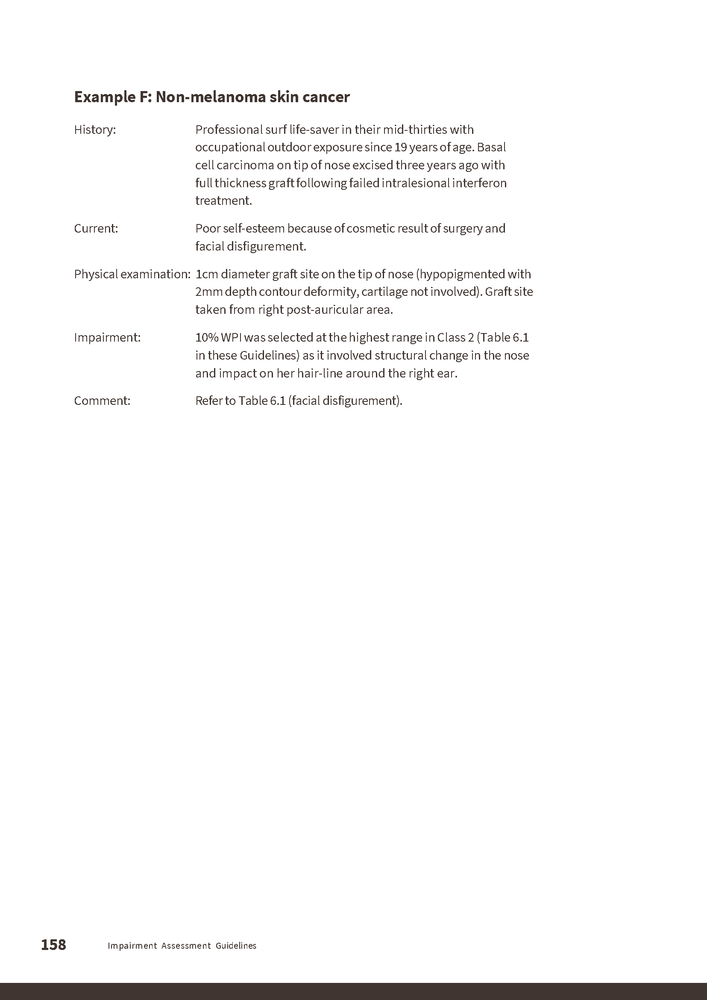 Example F: Non-melanoma skin cancer
History: Professional surf life-saver in their mid-thirties with
occupational outdoor exposure since 19 years of age. Basal
cell carcinoma on tip of nose excised three years ago with
full thickness graft following failed intralesional interferon
treatment.
Current: Poor self-esteem because of cosmetic result of surgery and
facial disfigurement.
Physical examination: 1cm diameter graft site on the tip of nose (hypopigmented with
2mm depth contour deformity, cartilage not involved). Graft site
taken from right post-auricular area.
Impairment: 10% WPI was selected at the highest range in Class 2 (Table 6.1
in these Guidelines) as it involved structural change in the nose
and impact on her hair-line around the right ear.
Comment: Refer to Table 6.1 (facial disfigurement).
158 Impairment Assessment Guidelines